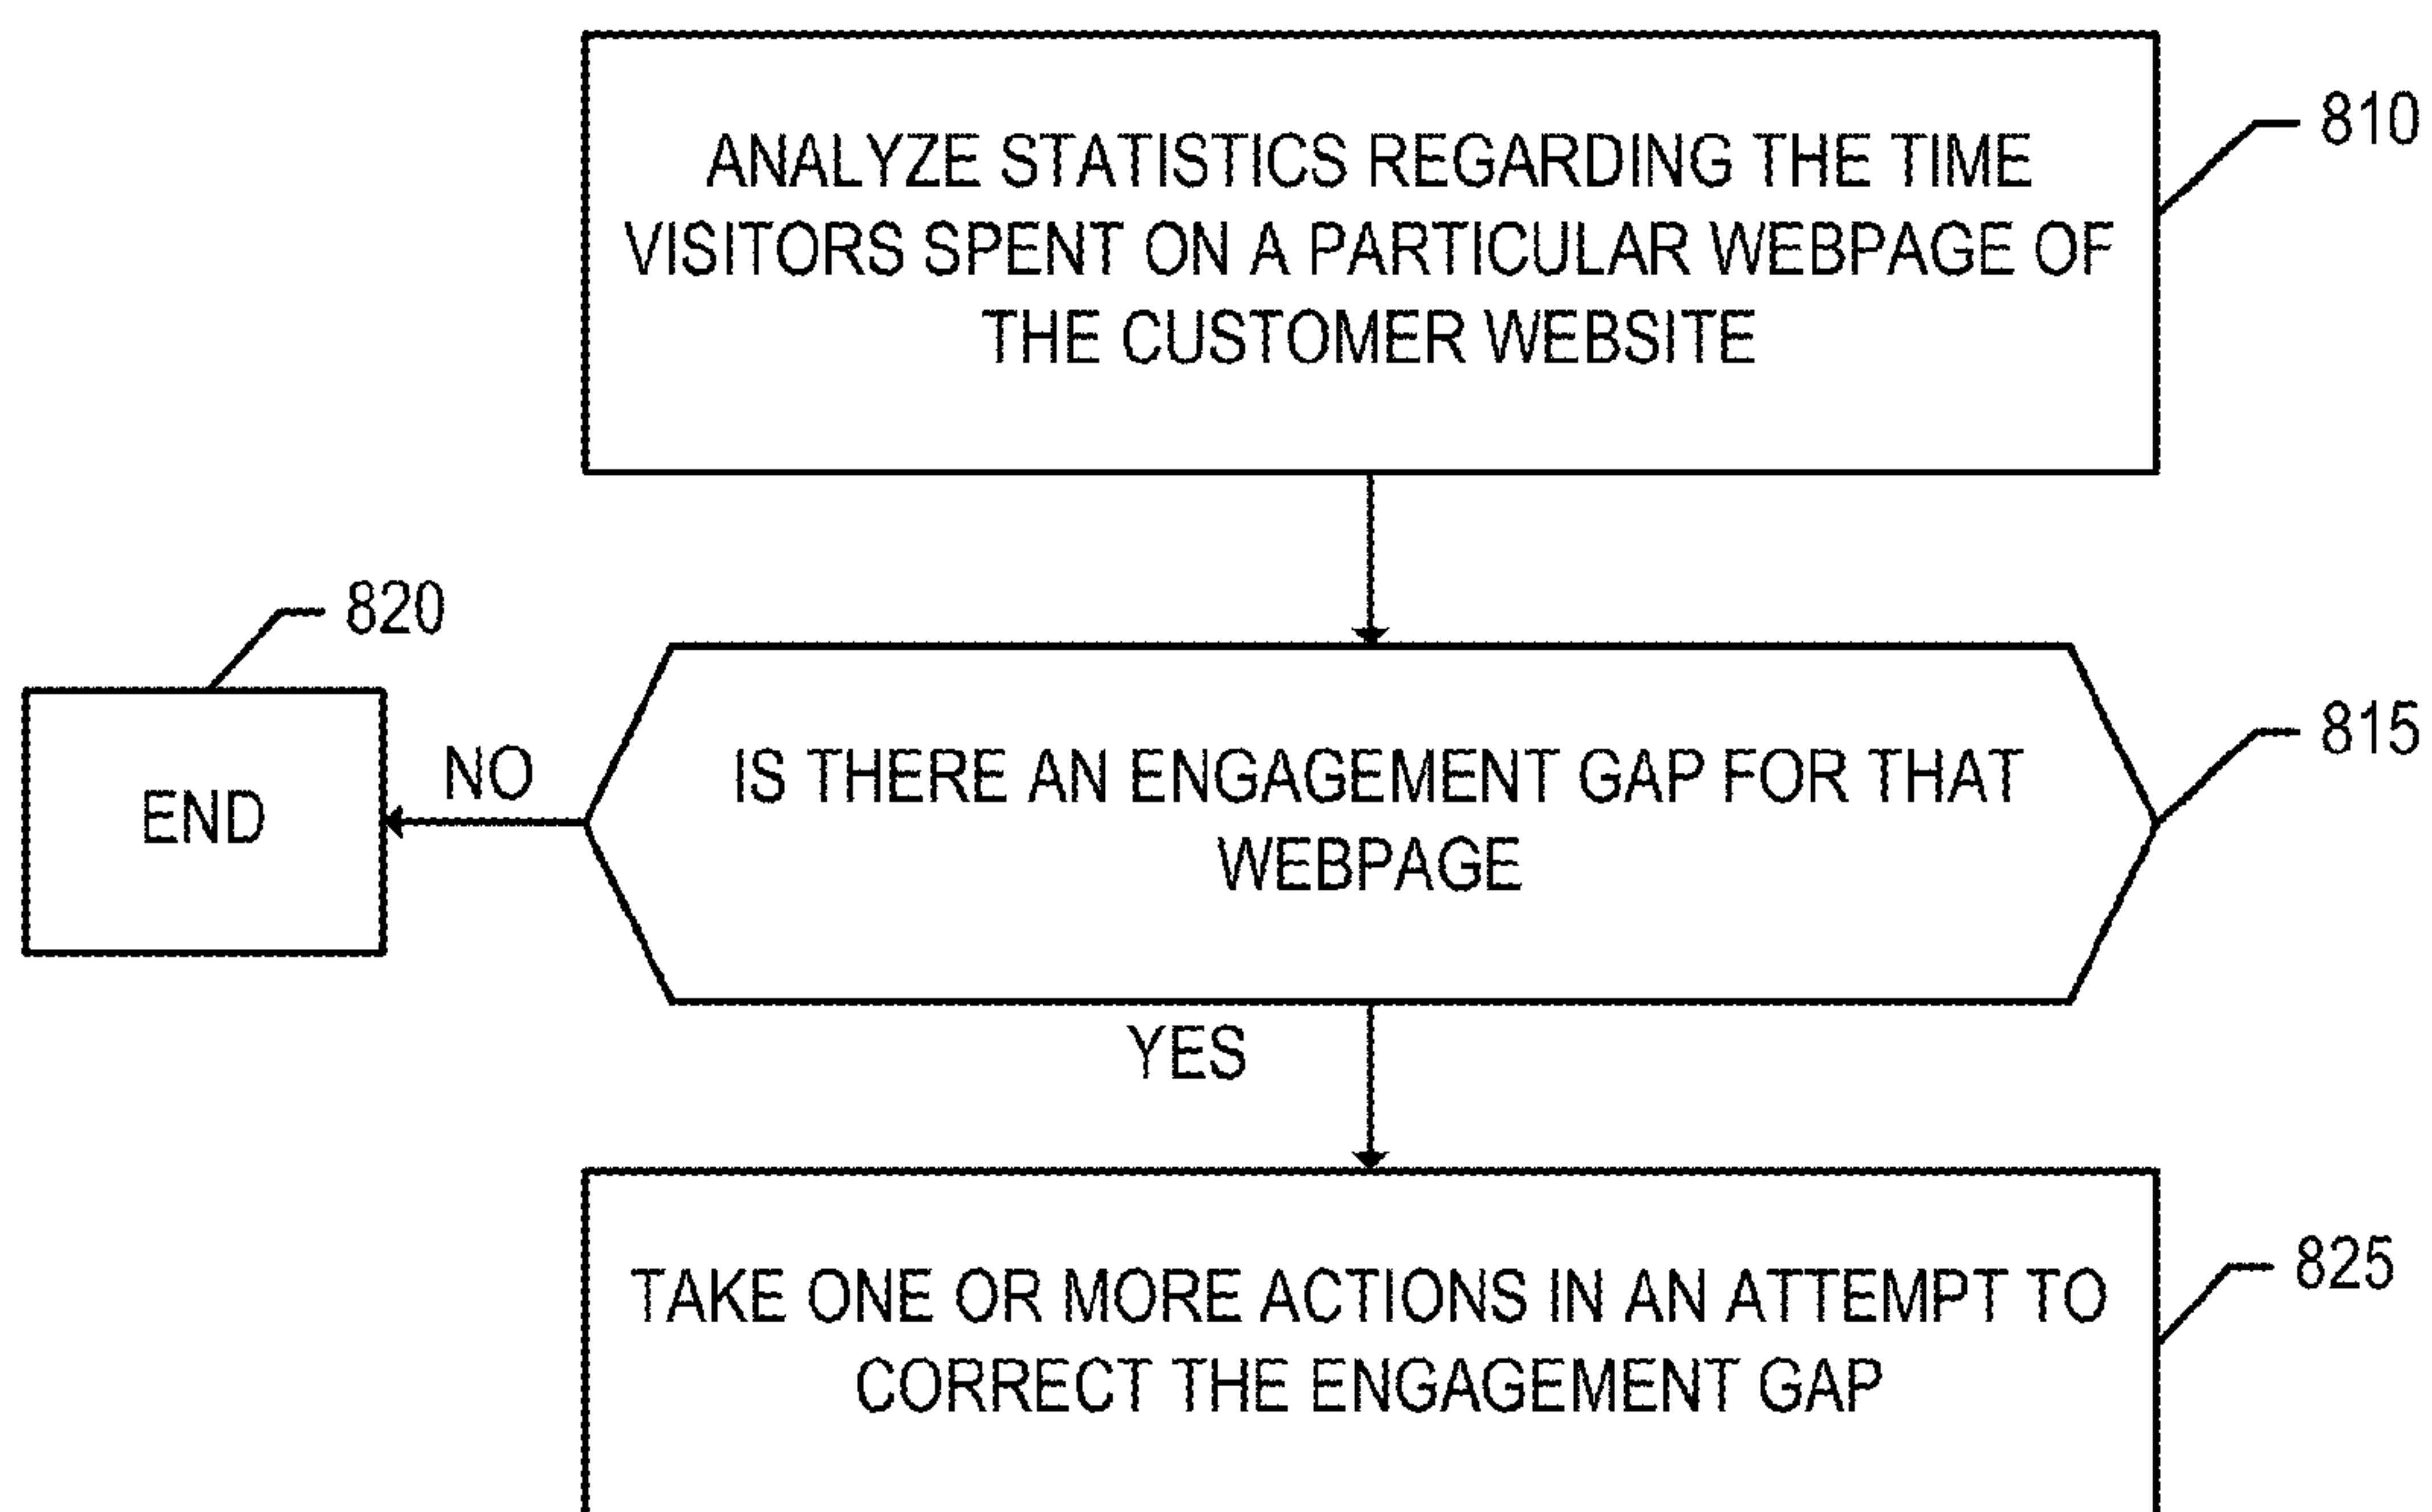 ANALYZE STATISTICS REGARDING THE TIME
VISITORS SPENT ON A PARTICULAR WEBPAGE OF
THE CUSTOMER WEBSITE
810
820
END
NO
IS THERE AN ENGAGEMENT GAP FOR THAT
WEBPAGE
815
YES
TAKE ONE OR MORE ACTIONS IN AN ATTEMPT TO
CORRECT THE ENGAGEMENT GAP
825